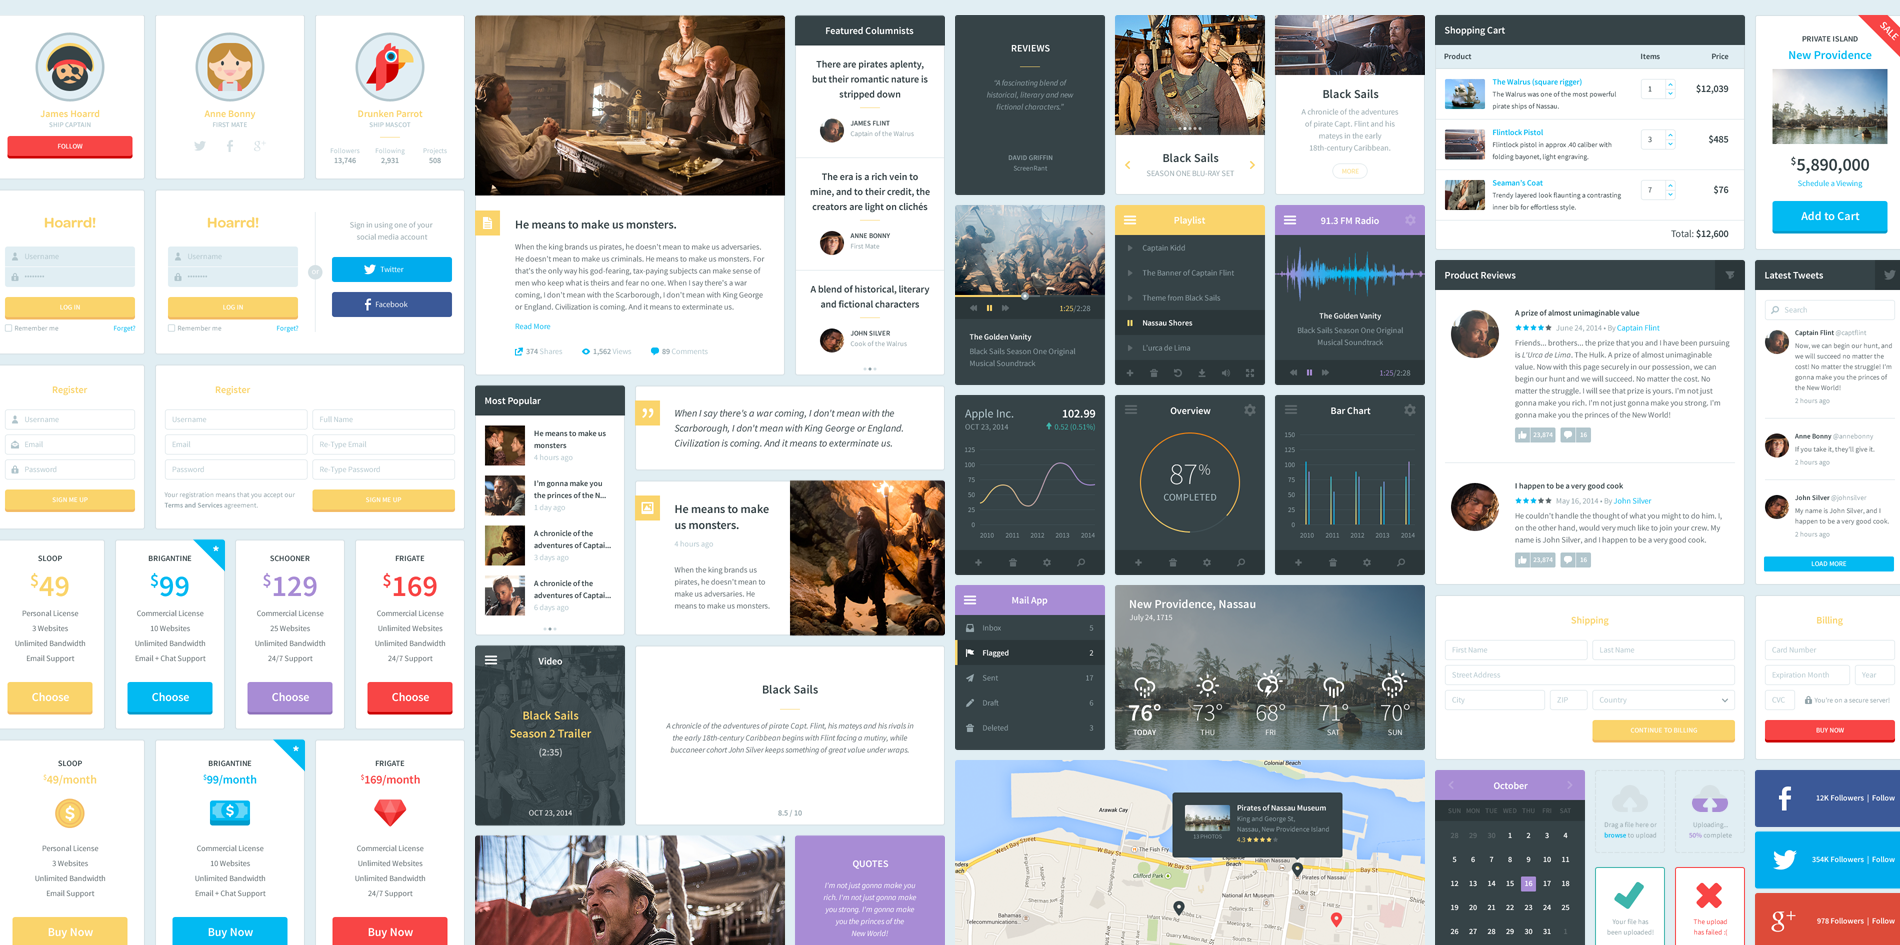 James Hoarrd
SHIP CAPTAIN
FOLLOW
Anne Bonny
FIRST MATE
Drunken Parrot
SHIP MASCOT
Followers Following Projects
13,746 2,931 508
Hoarrd!
Username
••••••••
LOG IN
Remember me Forget?
Hoarrd!
Username
••••••••
LOG IN
Remember me Forget?
OR
Sign in using one of your
social media account
Twitter
Facebook
Register
Username
Email
Password
SIGN ME UP
Register
Username Full Name
Email Re-Type Email
Password Re-Type Password
Your registration means that you accept our
Terms and Services agreement.
SIGN ME UP
SLOOP
$49
Personal License
3 Websites
Unlimited Bandwidth
Email Support
Choose
BRIGANTINE
$99
Commercial License
10 Websites
Unlimited Bandwidth
Email + Chat Support
Choose
SCHOONER
$129
Commercial License
25 Websites
Unlimited Bandwidth
24/7 Support
Choose
FRIGATE
$169
Commercial License
Unlimited Websites
Unlimited Bandwidth
24/7 Support
Choose
SLOOP
$49/month
Personal License
3 Websites
Unlimited Bandwidth
Email Support
Buy Now
BRIGANTINE
$99/month
Commercial License
10 Websites
Unlimited Bandwidth
Email + Chat Support
Buy Now
FRIGATE
$169/month
Commercial License
Unlimited Websites
Unlimited Bandwidth
24/7 Support
Buy Now
He means to make us monsters.
When the king brands us pirates, he doesn't mean to make us adversaries.
He doesn't mean to make us criminals. He means to make us monsters. For
that's the only way his god-fearing, tax-paying subjects can make sense of
men who keep what is theirs and fear no one. When I say there's a war
coming, I don't mean with the Scarborough, I don't mean with King George
or England. Civilization is coming. And it means to exterminate us.
Read More
374 Shares 1,562 Views 89 Comments
Featured Columnists
There are pirates aplenty,
but their romantic nature is
stripped down
JAMES FLINT
Captain of the Walrus
The era is a rich vein to
mine, and to their credit, the
creators are light on clichés
ANNE BONNY
First Mate
A blend of historical, literary
and fictional characters
JOHN SILVER
Cook of the Walrus
Most Popular
He means to make us
monsters
4 hours ago
I'm gonna make you
the princes of the N...
1 day ago
A chronicle of the
adventures of Captai...
3 days ago
A chronicle of the
adventures of Captai...
6 days ago
When I say there's a war coming, I don't mean with the
Scarborough, I don't mean with King George or England.
Civilization is coming. And it means to exterminate us.
He means to make
us monsters.
4 hours ago
When the king brands us
pirates, he doesn't mean to
make us adversaries. He
means to make us monsters.
Video
Black Sails
Season 2 Trailer
(2:35)
OCT 23, 2014
Black Sails
A chronicle of the adventures of pirate Capt. Flint, his mateys and his rivals in
the early 18th-century Caribbean begins with Flint facing a mutiny, while
buccaneer cohort John Silver keeps something of great value under wraps.
8.5 / 10
QUOTES
I'm not just gonna make you
rich. I'm not just gonna make
you strong. I'm gonna make
you the princes of the
New World!
REVIEWS
"A fascinating blend of
historical, literary and new
fictional characters."
DAVID GRIFFIN
ScreenRant
Black Sails
SEASON ONE BLU-RAY SET
Black Sails
A chronicle of the adventures
of pirate Capt. Flint and his
mateys in the early
18th-century Caribbean.
MORE
1:25/2:28
The Golden Vanity
Black Sails Season One Original
Musical Soundtrack
Playlist
Captain Kidd
The Banner of Captain Flint
Theme from Black Sails
Nassau Shores
L'urca de Lima
91.3 FM Radio
The Golden Vanity
Black Sails Season One Original
Musical Soundtrack
1:25/2:28
Apple Inc. 102.99
OCT 23, 2014 0.52 (0.51%)
125
100
75
50
25
0
2010 2011 2012 2013 2014
Overview
87%
COMPLETED
Bar Chart
150
125
100
75
50
25
0
2010 2011 2012 2013 2014
Mail App
Inbox 5
Flagged 2
Sent 17
Draft 6
Deleted 3
New Providence, Nassau
July 24, 1715
76° 73° 68° 71° 70°
TODAY THU FRI SAT SUN
Colonial Beach
Arawak Cay
West Bay St
W Bay St
The Fish Fry
Clifford Park
Pirates of Nassau Museum
King and George St,
Nassau, New Providence Island
13 PHOTOS
4.3
W Bay St
Hilton Nassau
Pirates of Nassau
National Art Museum
Duke St
Bahamas
Telecommunications
Shopping Cart
Product Items Price
The Walrus (square rigger)
The Walrus was one of the most powerful
pirate ships of Nassau.
1 $12,039
Flintlock Pistol
Flintlock pistol in approx .40 caliber with
folding bayonet, light engraving.
3 $485
Seaman's Coat
Trendy layered look flaunting a contrasting
inner bib for effortless style.
7 $76
Total: $12,600
SALE
PRIVATE ISLAND
New Providence
$5,890,000
Schedule a Viewing
Add to Cart
Product Reviews
A prize of almost unimaginable value
June 24, 2014 • By Captain Flint
Friends... brothers... the prize that you and I have been pursuing
is L'Urca de Lima. The Hulk. A prize of almost unimaginable
value. Now with this page securely in our possession, we can
begin our hunt and we will succeed. No matter the cost. No
matter the struggle. I will see that prize is yours. I'm not just
gonna make you rich. I'm not just gonna make you strong. I'm
gonna make you the princes of the New World!
23,874 16
I happen to be a very good cook
May 16, 2014 • By John Silver
He couldn't handle the thought of what you might to do him. I,
on the other hand, would very much like to join your crew. My
name is John Silver, and I happen to be a very good cook.
23,874 16
Latest Tweets
Search
Captain Flint @captflint
Now, we can begin our hunt, and
we will succeed no matter the
cost! No matter the struggle! I'm
gonna make you the princes of
the New World!
2 hours ago
Anne Bonny @annebonny
If you take it, they'll give it.
2 hours ago
John Silver @johnsilver
My name is John Silver, and I
happen to be a very good cook.
2 hours ago
LOAD MORE
Shipping
First Name Last Name
Street Address
City ZIP Country
CONTINUE TO BILLING
Billing
Card Number
Expiration Month Year
CVC You're on a secure server!
BUY NOW
October
SUN MON TUE WED THU FRI SAT
28 29 30 1 2 3 4
5 6 7 8 9 10 11
12 13 14 15 16 17 18
19 20 21 22 23 24 25
26 27 28 29 30 31 1
Drag a file here or
browse to upload
Uploading...
50% complete
Your file has
been uploaded!
The upload
has failed :(
12K Followers | Follow
354K Followers | Follow
978 Followers | Follow